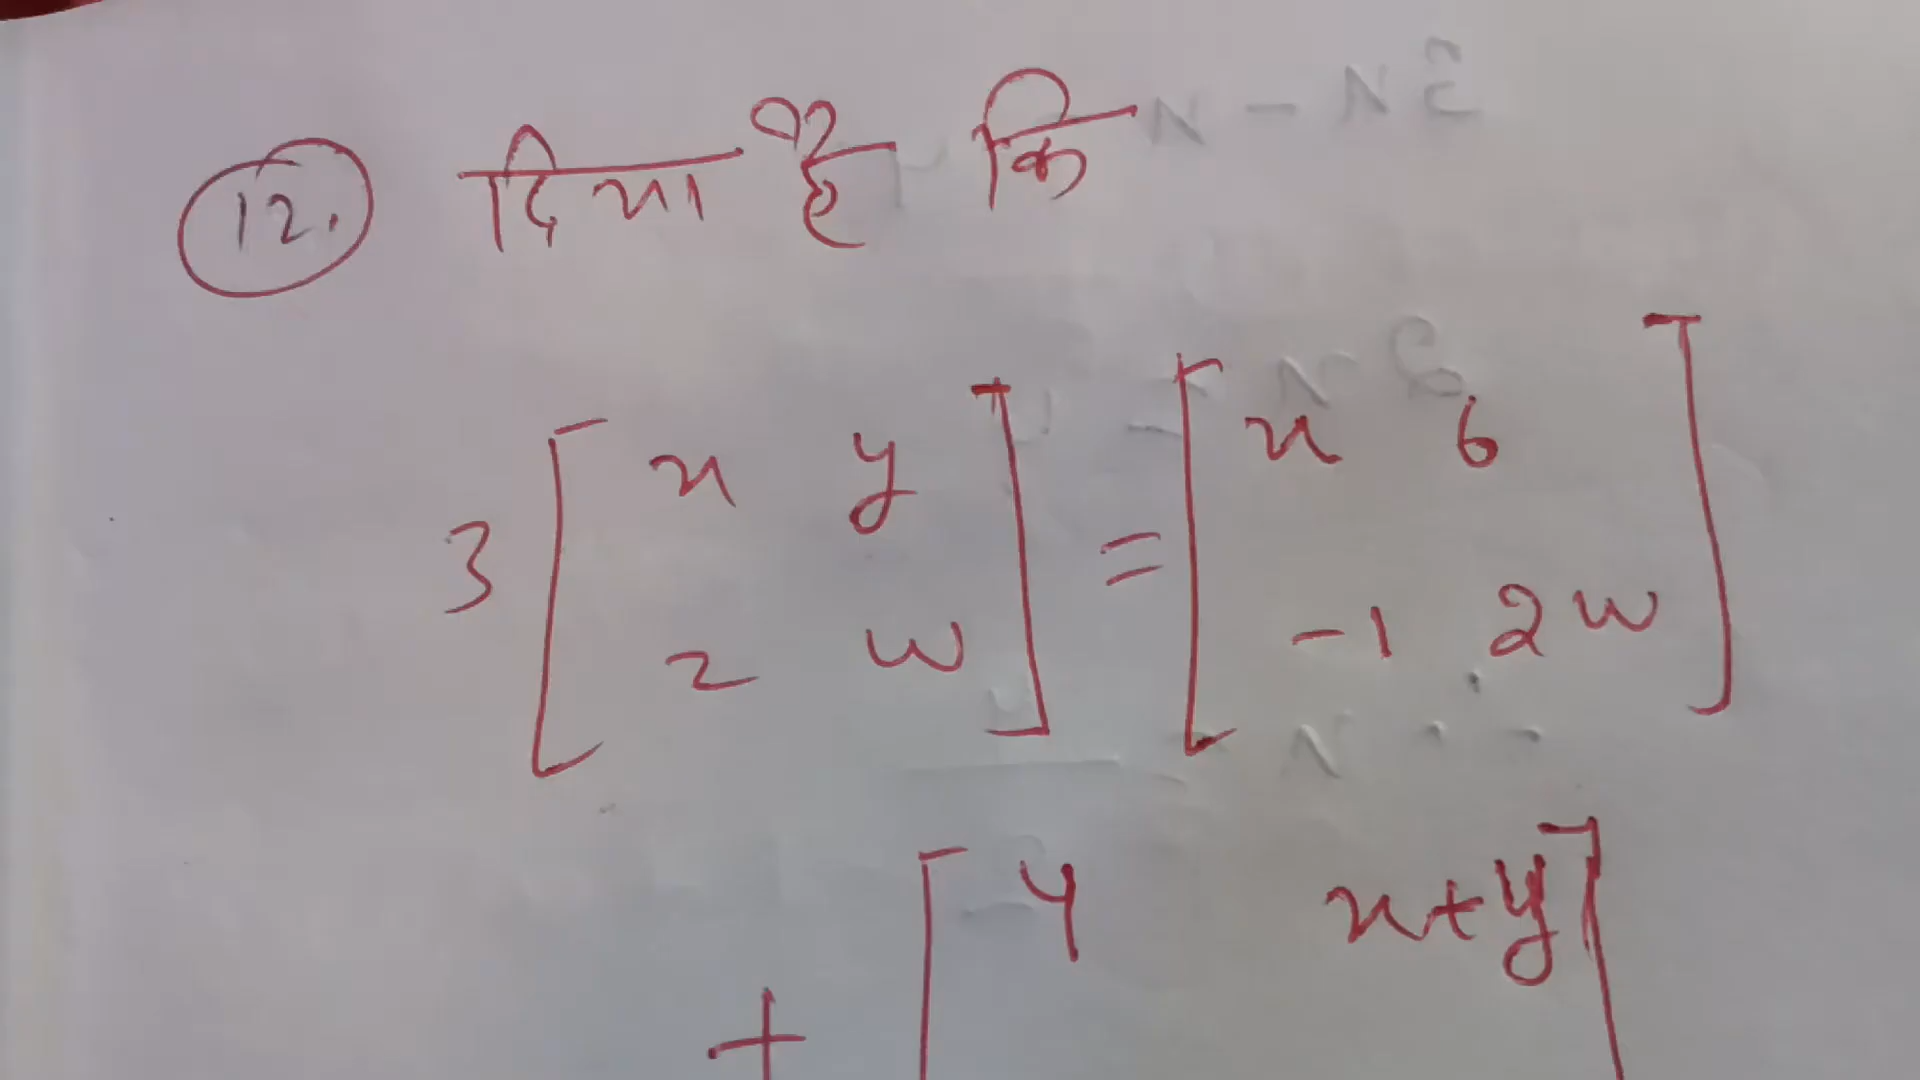 12. दिया है कि
3 [ x y ] = [ x 6 ]
[ 2 w ] [ -1 2w ]
+ [ 4 x+y ]